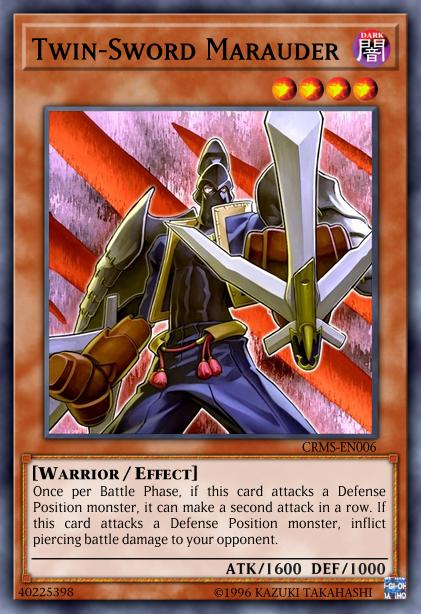 Twin-Sword Marauder
DARK
闇
CRMS-EN006
[Warrior / Effect]
Once per Battle Phase, if this card attacks a Defense
Position monster, it can make a second attack in a row. If
this card attacks a Defense Position monster, inflict
piercing battle damage to your opponent.
ATK/1600 DEF/1000
40225398
©1996 KAZUKI TAKAHASHI